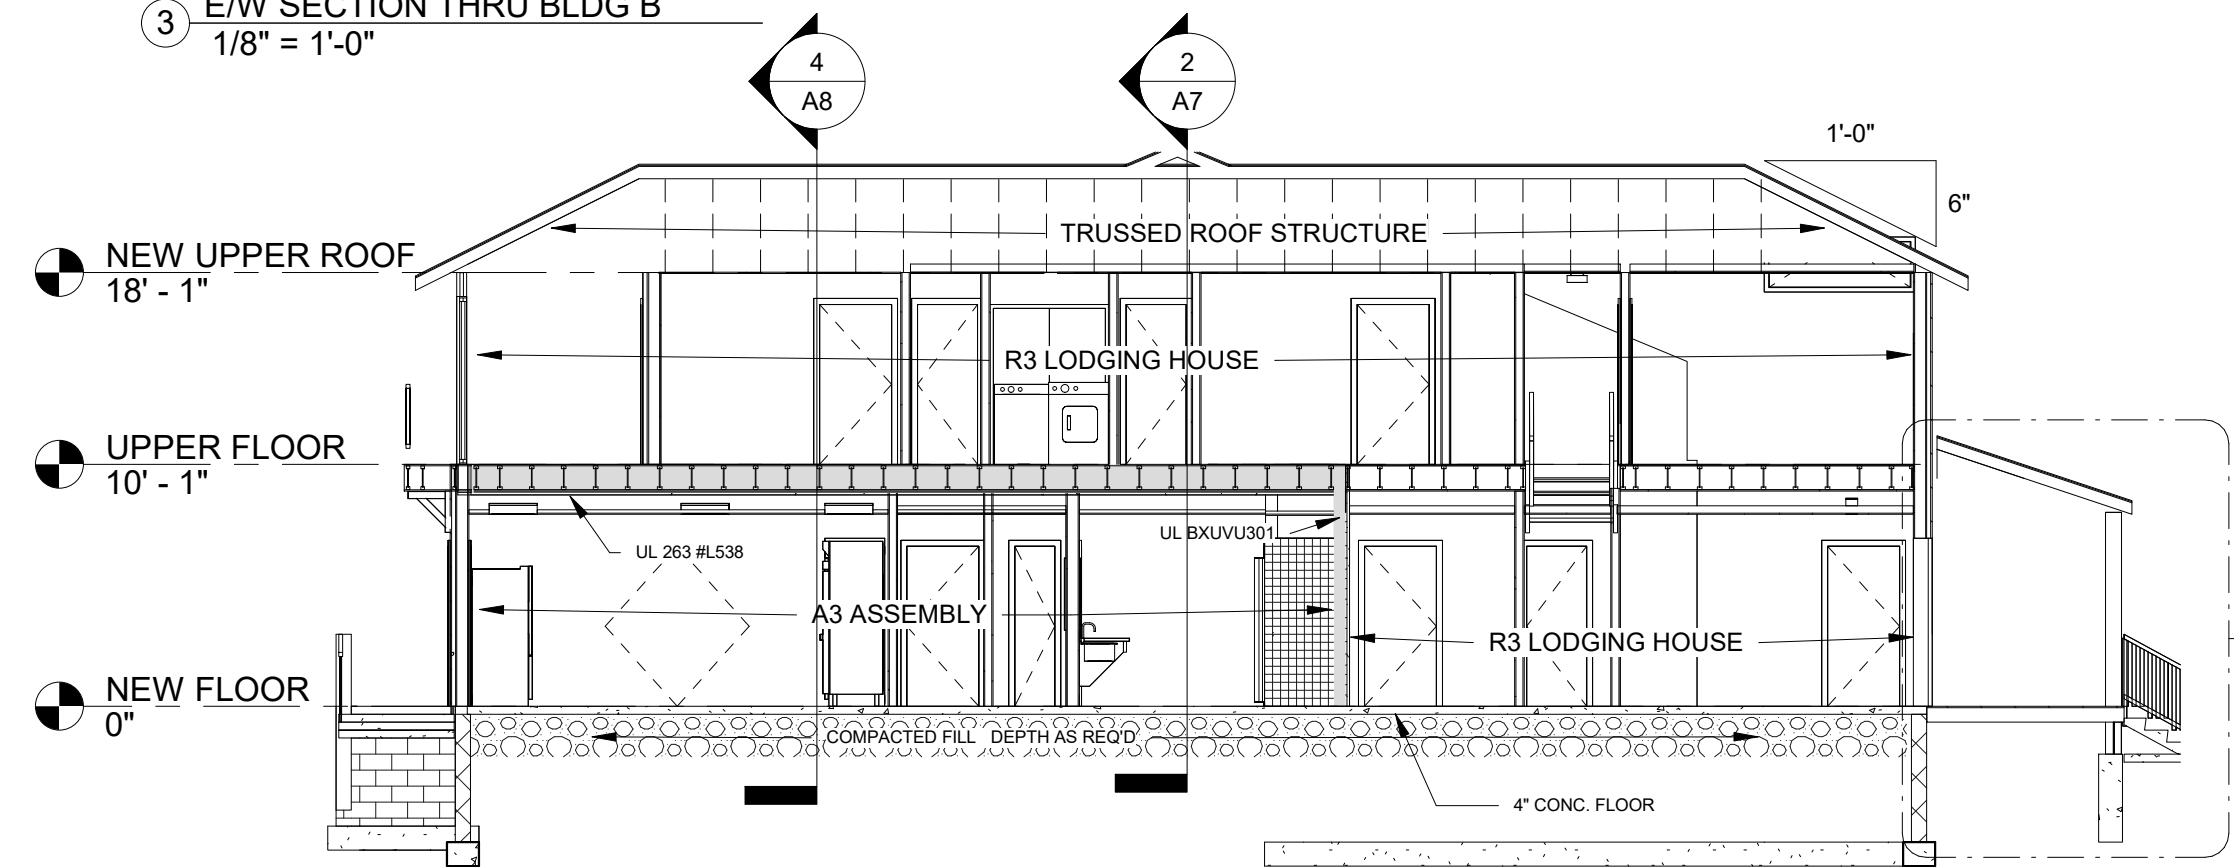 3
E/W SECTION THRU BLDG B
1/8" = 1'-0"
4
A8
2
A7
1'-0"
6"
TRUSSED ROOF STRUCTURE
NEW UPPER ROOF
18' - 1"
R3 LODGING HOUSE
UPPER FLOOR
10' - 1"
UL BXUVU301
UL 263 #L538
A3 ASSEMBLY
R3 LODGING HOUSE
NEW FLOOR
0"
COMPACTED FILL DEPTH AS REQ'D
4" CONC. FLOOR